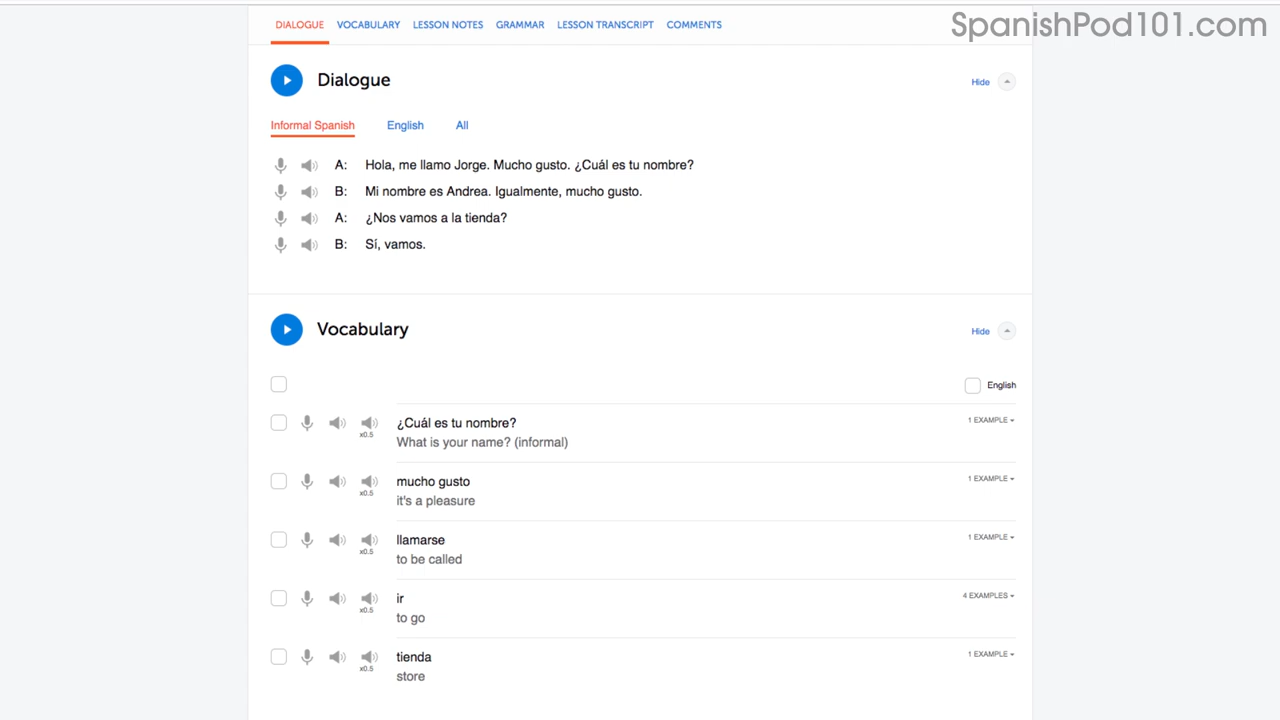 SpanishPod101.com
DIALOGUE VOCABULARY LESSON NOTES GRAMMAR LESSON TRANSCRIPT COMMENTS
Dialogue
Hide
Informal Spanish English All
A: Hola, me llamo Jorge. Mucho gusto. ¿Cuál es tu nombre?
B: Mi nombre es Andrea. Igualmente, mucho gusto.
A: ¿Nos vamos a la tienda?
B: Sí, vamos.
Vocabulary
Hide
English
x0.5 ¿Cuál es tu nombre? 1 EXAMPLE
What is your name? (informal)
x0.5 mucho gusto 1 EXAMPLE
it's a pleasure
x0.5 llamarse 1 EXAMPLE
to be called
x0.5 ir 4 EXAMPLES
to go
x0.5 tienda 1 EXAMPLE
store